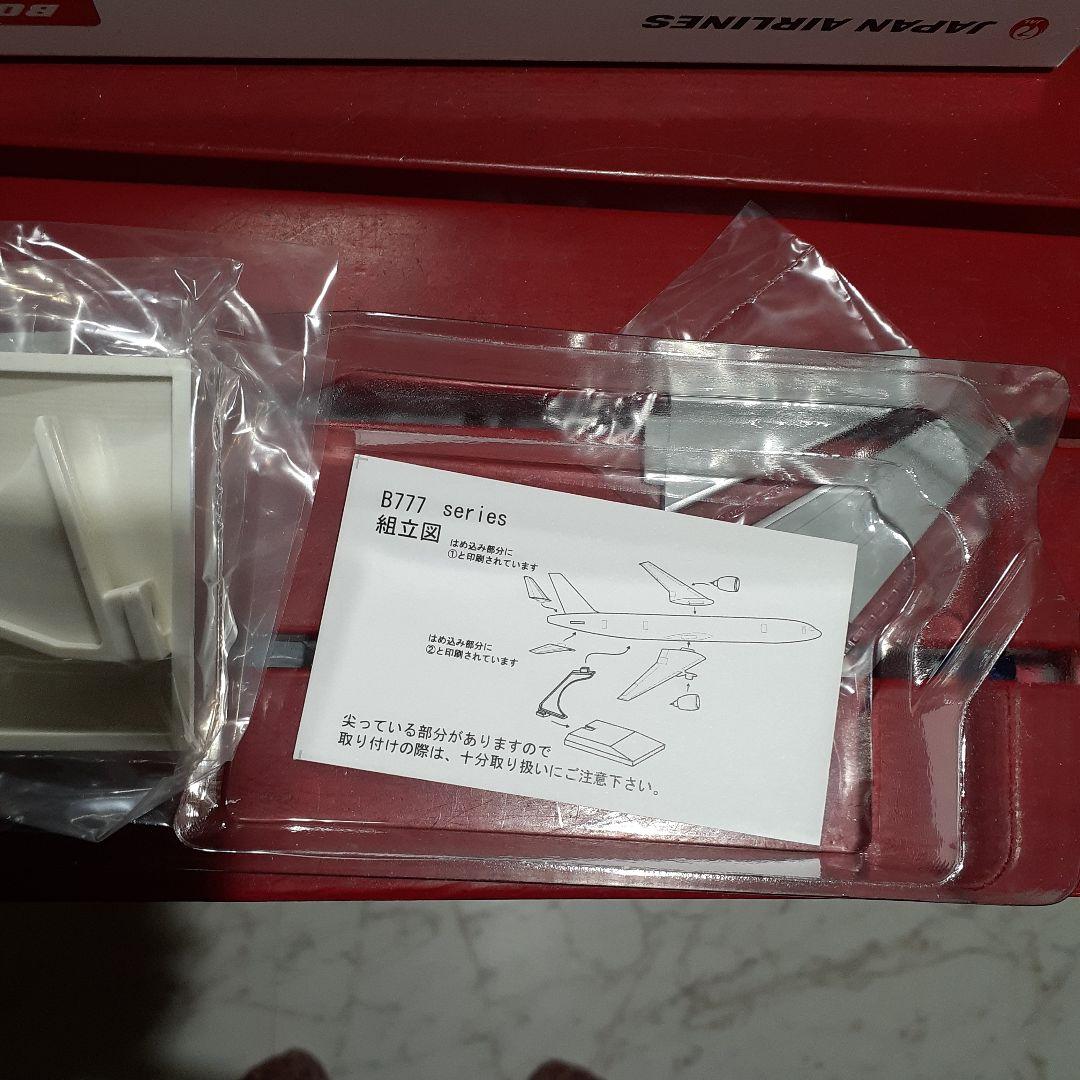 BO
JAPAN AIRLINES
JAL
B777 series
組立図
はめ込み部分に
①と印刷されています
はめ込み部分に
②と印刷されています
尖っている部分がありますので
取り付けの際は、十分取り扱いにご注意下さい。